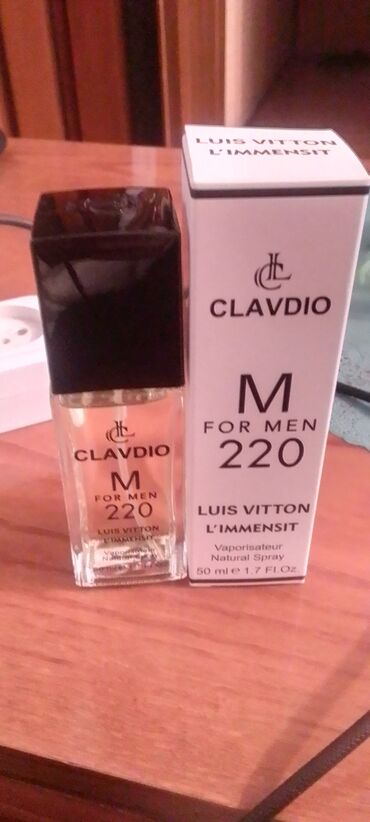 LUIS VITTON
L'IMMENSIT
CLAVDIO
M
FOR MEN
220
LUIS VITTON
L'IMMENSIT
Vaporisateur
Natural Spray
50 ml e 1,7 Fl.Oz.
CLAVDIO
M
FOR MEN
220
LUIS VITTON
L'IMMENSIT